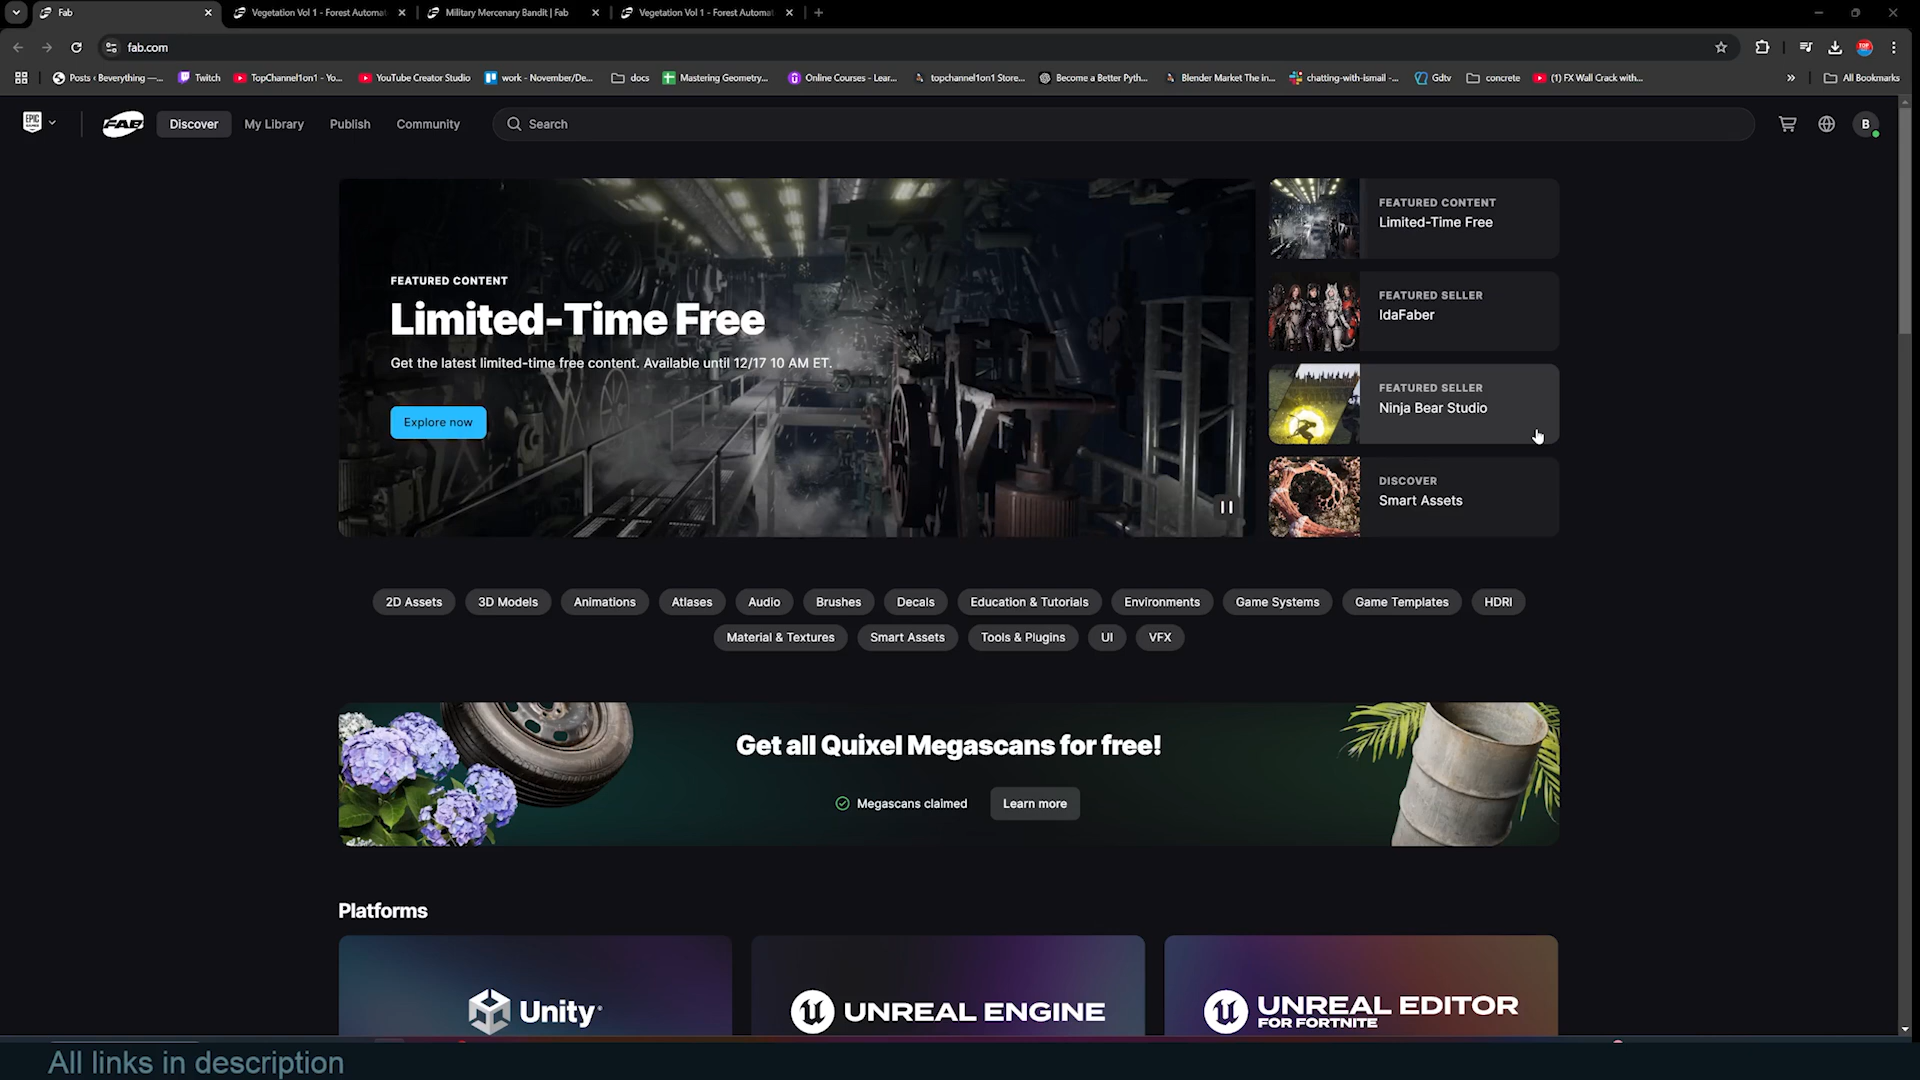 Fab
Vegetation Vol 1 - Forest Automat
Military Mercenary Bandit | Fab
Vegetation Vol 1 - Forest Automat
fab.com
Posts ‹ Beverything —...
Twitch
TopChannel1on1 - Yo...
YouTube Creator Studio
work - November/De...
docs
Mastering Geometry...
Online Courses - Lear...
topchannel1on1 Store...
Become a Better Pyth...
Blender Market The in...
chatting-with-ismail -...
Gdtv
concrete
(1) FX Wall Crack with...
»
All Bookmarks
EPIC GAMES
FAB
Discover
My Library
Publish
Community
Search
B
FEATURED CONTENT
Limited-Time Free
Get the latest limited-time free content. Available until 12/17 10 AM ET.
Explore now
FEATURED CONTENT
Limited-Time Free
FEATURED SELLER
IdaFaber
FEATURED SELLER
Ninja Bear Studio
DISCOVER
Smart Assets
2D Assets
3D Models
Animations
Atlases
Audio
Brushes
Decals
Education & Tutorials
Environments
Game Systems
Game Templates
HDRI
Material & Textures
Smart Assets
Tools & Plugins
UI
VFX
Get all Quixel Megascans for free!
Megascans claimed
Learn more
Platforms
Unity
UNREAL ENGINE
UNREAL EDITOR
FOR FORTNITE
All links in description